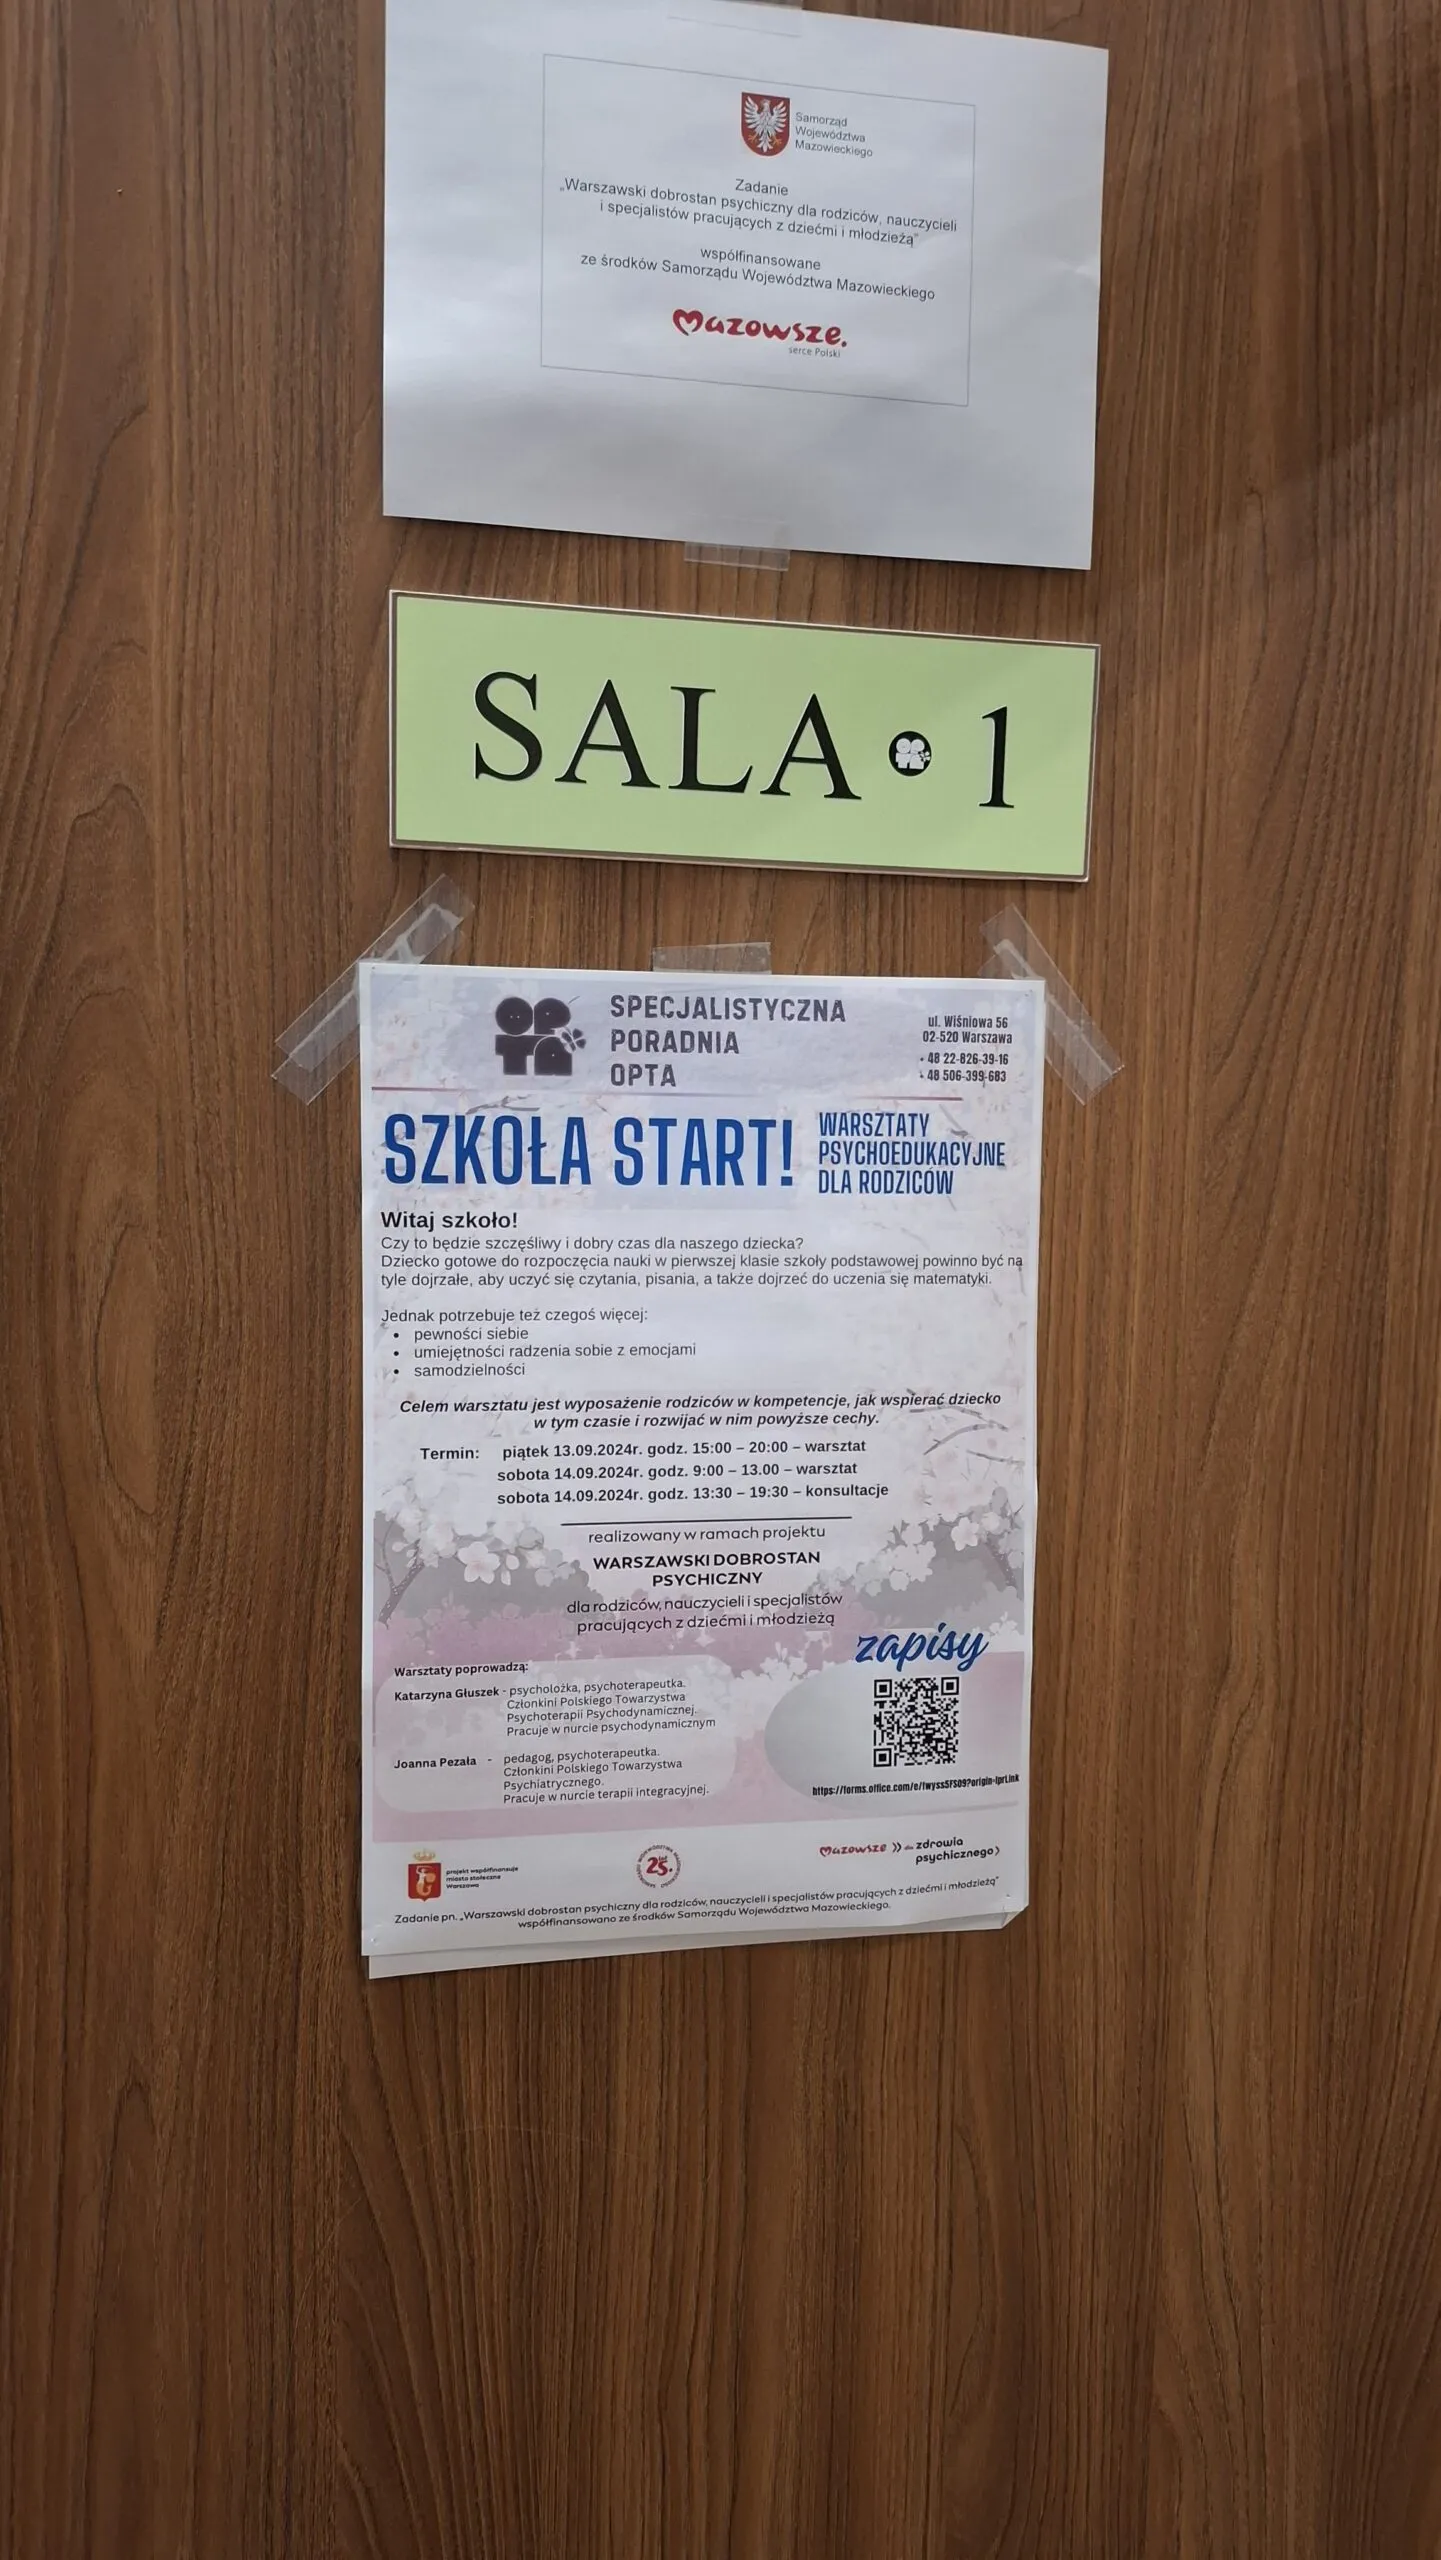 Samorząd
Województwa
Mazowieckiego
Zadanie
„Warszawski dobrostan psychiczny dla rodziców, nauczycieli
i specjalistów pracujących z dziećmi i młodzieżą"
współfinansowane
ze środków Samorządu Województwa Mazowieckiego
Mazowsze.
serce Polski
SALA 1
OPTA
SPECJALISTYCZNA
PORADNIA
OPTA
ul. Wiśniowa 56
02-520 Warszawa
+ 48 22-826-39-16
+ 48 506-399-683
SZKOŁA START!
WARSZTATY
PSYCHOEDUKACYJNE
DLA RODZICÓW
Witaj szkoło!
Czy to będzie szczęśliwy i dobry czas dla naszego dziecka?
Dziecko gotowe do rozpoczęcia nauki w pierwszej klasie szkoły podstawowej powinno być na
tyle dojrzałe, aby uczyć się czytania, pisania, a także dojrzeć do uczenia się matematyki.
Jednak potrzebuje też czegoś więcej:
• pewności siebie
• umiejętności radzenia sobie z emocjami
• samodzielności
Celem warsztatu jest wyposażenie rodziców w kompetencje, jak wspierać dziecko
w tym czasie i rozwijać w nim powyższe cechy.
Termin: piątek 13.09.2024r. godz. 15:00 – 20:00 – warsztat
sobota 14.09.2024r. godz. 9:00 – 13.00 – warsztat
sobota 14.09.2024r. godz. 13:30 – 19:30 – konsultacje
realizowany w ramach projektu
WARSZAWSKI DOBROSTAN
PSYCHICZNY
dla rodziców, nauczycieli i specjalistów
pracujących z dziećmi i młodzieżą
zapisy
Warsztaty poprowadzą:
Katarzyna Głuszek - psycholożka, psychoterapeutka.
Członkini Polskiego Towarzystwa
Psychoterapii Psychodynamicznej.
Pracuje w nurcie psychodynamicznym
Joanna Pezała - pedagog, psychoterapeutka.
Członkini Polskiego Towarzystwa
Psychiatrycznego.
Pracuje w nurcie terapii integracyjnej.
projekt współfinansuje
miasto stołeczne
Warszawa
25 lat
Mazowsze dla zdrowia
psychicznego
Zadanie pn. „Warszawski dobrostan psychiczny dla rodziców, nauczycieli i specjalistów pracujących z dziećmi i młodzieżą"
współfinansowano ze środków Samorządu Województwa Mazowieckiego.